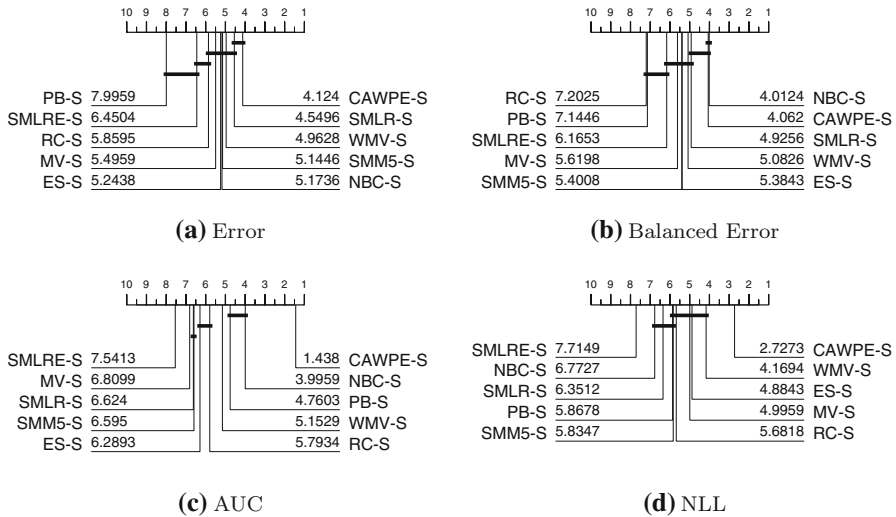 10 9 8 7 6 5 4 3 2 1
PB-S 7.9959 4.124 CAWPE-S
SMLRE-S 6.4504 4.5496 SMLR-S
RC-S 5.8595 4.9628 WMV-S
MV-S 5.4959 5.1446 SMM5-S
ES-S 5.2438 5.1736 NBC-S
(a) Error
10 9 8 7 6 5 4 3 2 1
RC-S 7.2025 4.0124 NBC-S
PB-S 7.1446 4.062 CAWPE-S
SMLRE-S 6.1653 4.9256 SMLR-S
MV-S 5.6198 5.0826 WMV-S
SMM5-S 5.4008 5.3843 ES-S
(b) Balanced Error
10 9 8 7 6 5 4 3 2 1
SMLRE-S 7.5413 1.438 CAWPE-S
MV-S 6.8099 3.9959 NBC-S
SMLR-S 6.624 4.7603 PB-S
SMM5-S 6.595 5.1529 WMV-S
ES-S 6.2893 5.7934 RC-S
(c) AUC
10 9 8 7 6 5 4 3 2 1
SMLRE-S 7.7149 2.7273 CAWPE-S
NBC-S 6.7727 4.1694 WMV-S
SMLR-S 6.3512 4.8843 ES-S
PB-S 5.8678 4.9959 MV-S
SMM5-S 5.8347 5.6818 RC-S
(d) NLL